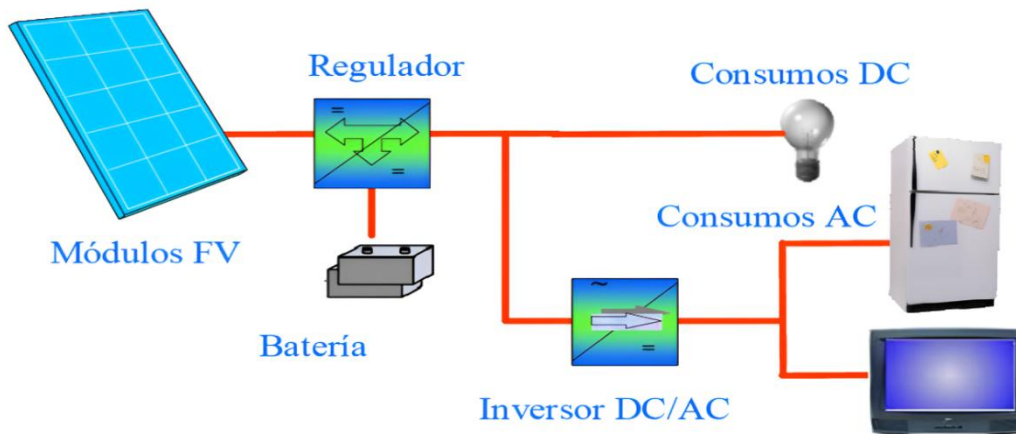 Regulador
Consumos DC
=
=
Módulos FV
Consumos AC
Batería
~
=
Inversor DC/AC